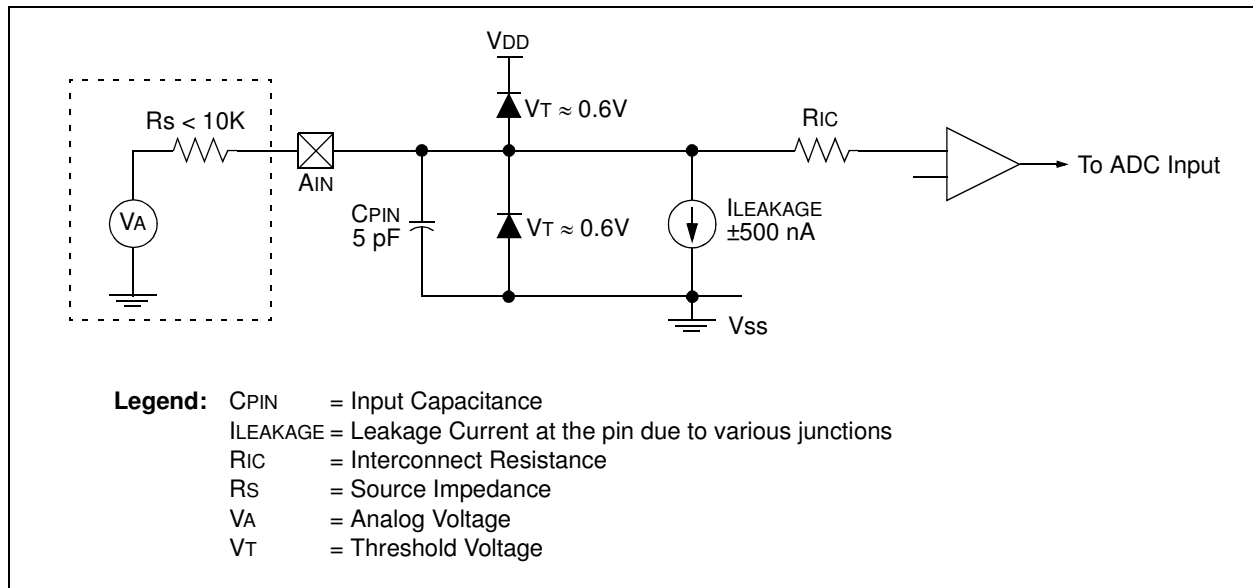 VDD
VT ≈ 0.6V
Rs < 10K
RIC
AIN
To ADC Input
VA
CPIN
5 pF
VT ≈ 0.6V
ILEAKAGE
±500 nA
Vss
Legend: CPIN = Input Capacitance
ILEAKAGE = Leakage Current at the pin due to various junctions
RIC = Interconnect Resistance
RS = Source Impedance
VA = Analog Voltage
VT = Threshold Voltage